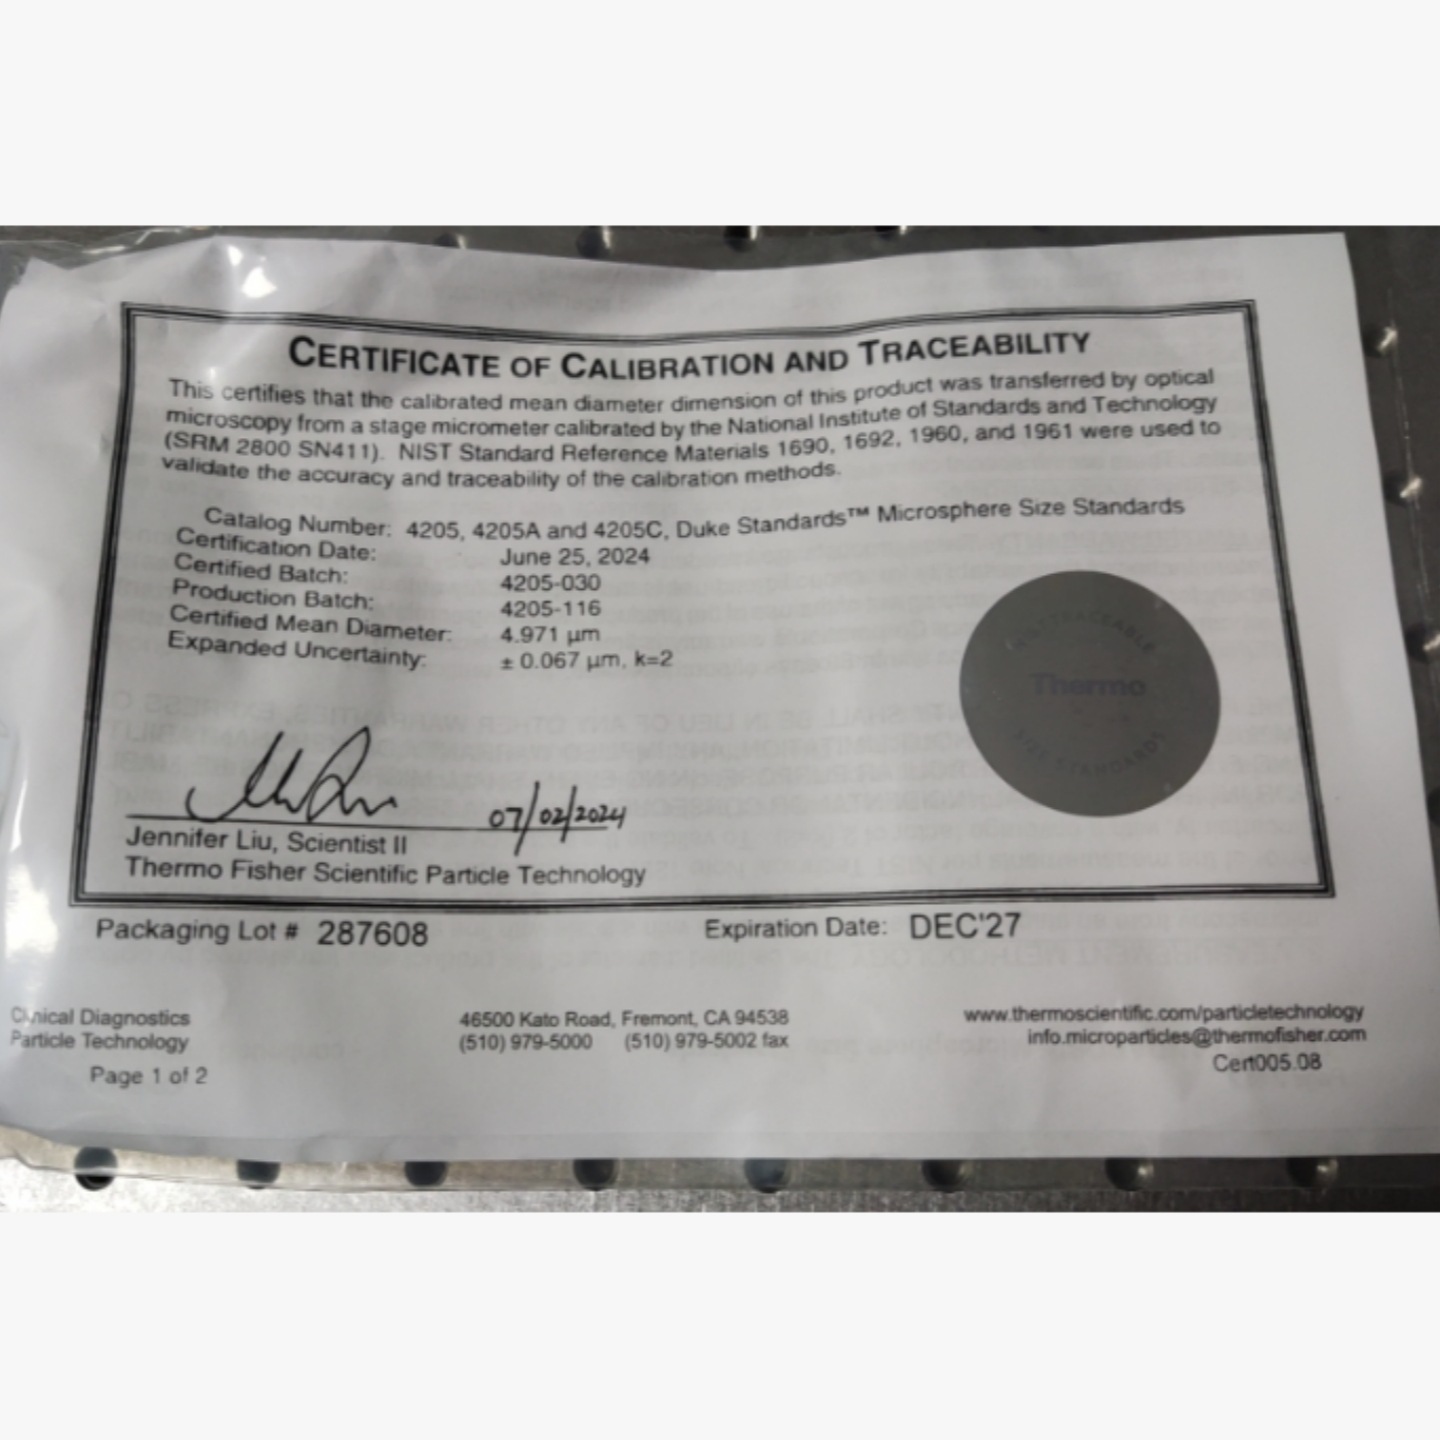 CERTIFICATE OF CALIBRATION AND TRACEABILITY
This certifies that the calibrated mean diameter dimension of this product was transferred by optical
microscopy from a stage micrometer calibrated by the National Institute of Standards and Technology
(SRM 2800 SN411). NIST Standard Reference Materials 1690, 1692, 1960, and 1961 were used to
validate the accuracy and traceability of the calibration methods.
Catalog Number: 4205, 4205A and 4205C, Duke Standards™ Microsphere Size Standards
Certification Date: June 25, 2024
Certified Batch: 4205-030
Production Batch: 4205-116
Certified Mean Diameter: 4.971 µm
Expanded Uncertainty: ± 0.067 µm, k=2
TRACEABLE
Thermo
SIZE STANDARDS
07/02/2024
Jennifer Liu, Scientist II
Thermo Fisher Scientific Particle Technology
Packaging Lot # 287608 Expiration Date: DEC'27
Clinical Diagnostics 46500 Kato Road, Fremont, CA 94538 www.thermoscientific.com/particletechnology
Particle Technology (510) 979-5000 (510) 979-5002 fax info.microparticles@thermofisher.com
Page 1 of 2 Cert005.08